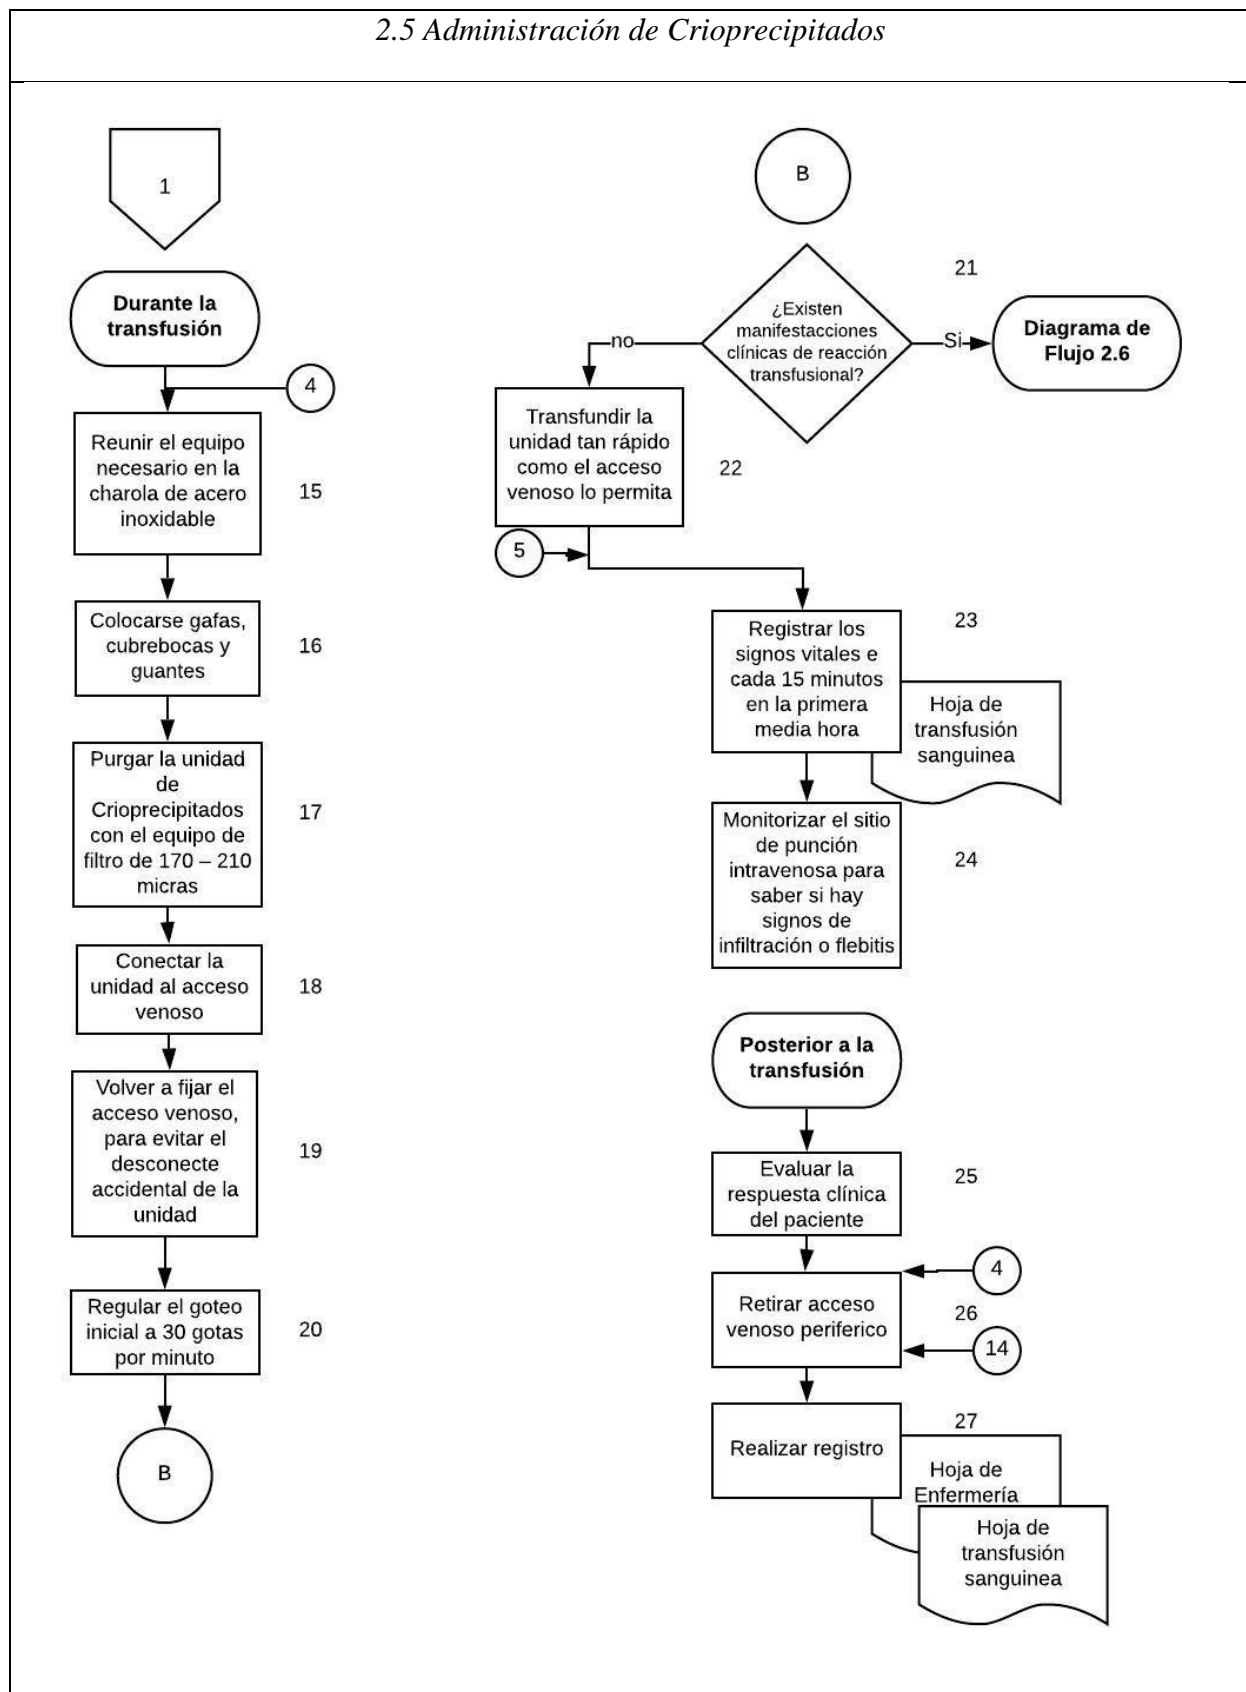 2.5 Administración de Crioprecipitados
1
Durante la
transfusión
4
Reunir el equipo
necesario en la
charola de acero
inoxidable
15
Colocarse gafas,
cubrebocas y
guantes
16
Purgar la unidad
de
Crioprecipitados
con el equipo de
filtro de 170 – 210
micras
17
Conectar la
unidad al acceso
venoso
18
Volver a fijar el
acceso venoso,
para evitar el
desconecte
accidental de la
unidad
19
Regular el goteo
inicial a 30 gotas
por minuto
20
B
B
21
¿Existen
manifestacciones
clínicas de reacción
transfusional?
no
Si
Diagrama de
Flujo 2.6
Transfundir la
unidad tan rápido
como el acceso
venoso lo permita
22
5
Registrar los
signos vitales e
cada 15 minutos
en la primera
media hora
23
Hoja de
transfusión
sanguinea
Monitorizar el sitio
de punción
intravenosa para
saber si hay
signos de
infiltración o flebitis
24
Posterior a la
transfusión
Evaluar la
respuesta clínica
del paciente
25
4
Retirar acceso
venoso periferico
26
14
Realizar registro
27
Hoja de
Enfermería
Hoja de
transfusión
sanguinea